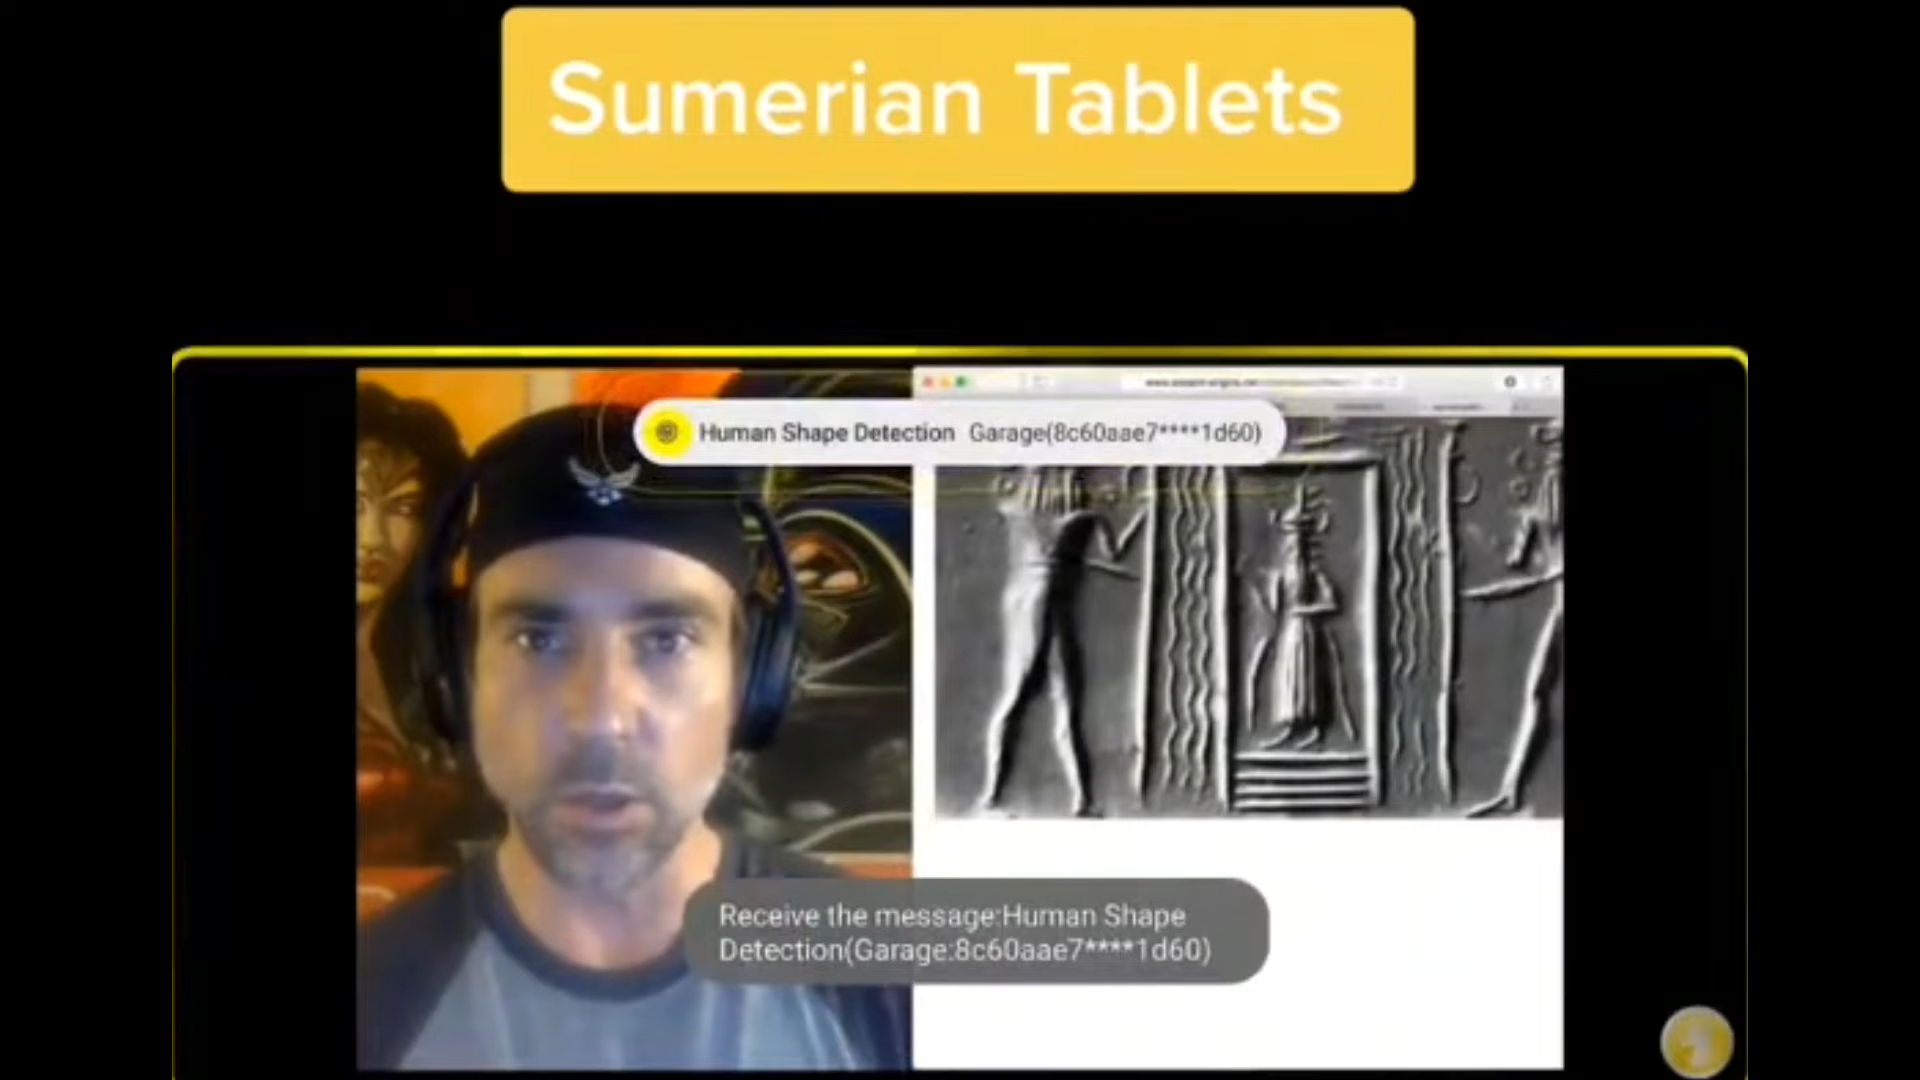 Sumerian Tablets
Human Shape Detection Garage(8c60aae7****1d60)
Receive the message:Human Shape
Detection(Garage:8c60aae7****1d60)